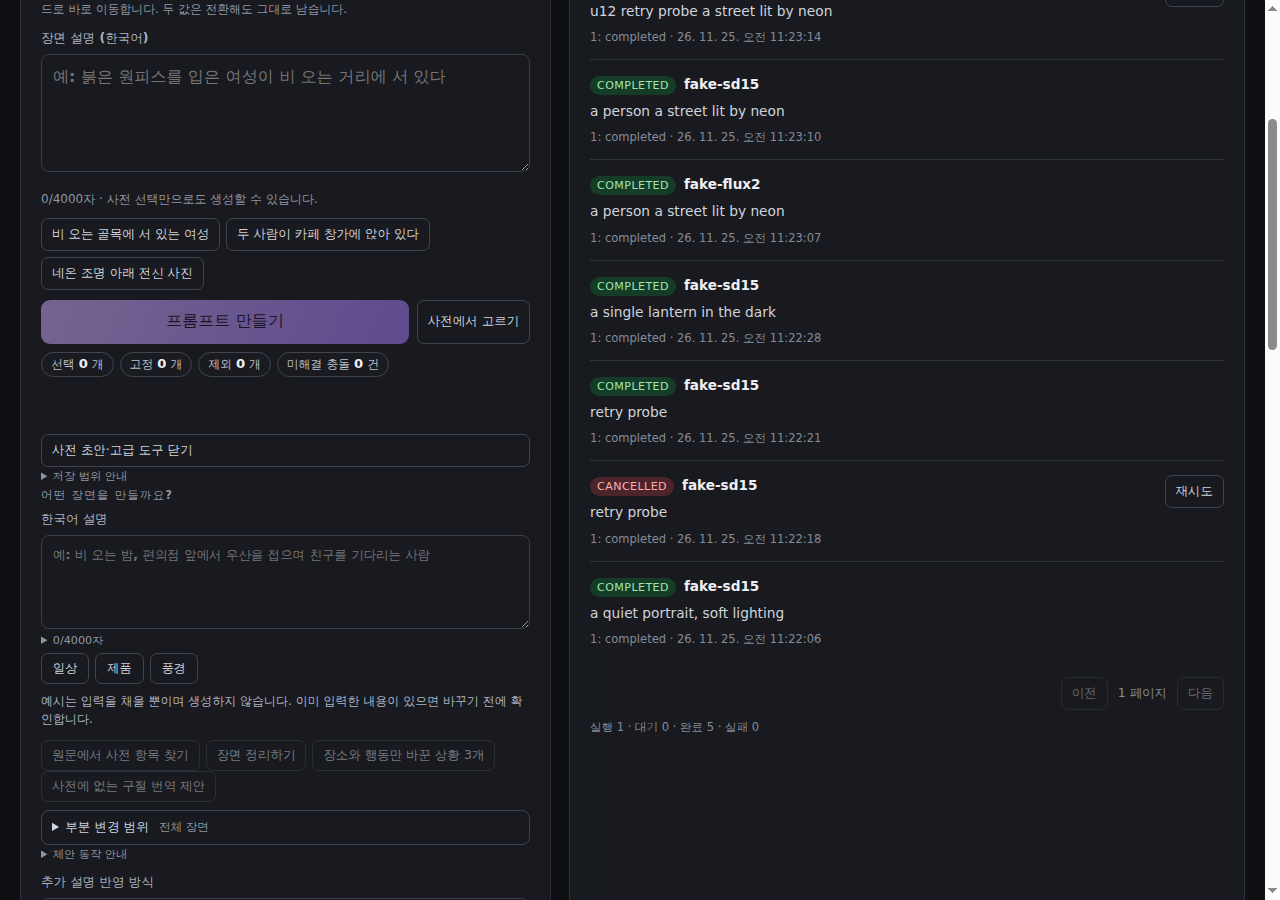 드로 바로 이동합니다. 두 값은 전환해도 그대로 남습니다.
장면 설명 (한국어)
예: 붉은 원피스를 입은 여성이 비 오는 거리에 서 있다
0/4000자 · 사전 선택만으로도 생성할 수 있습니다.
비 오는 골목에 서 있는 여성
두 사람이 카페 창가에 앉아 있다
네온 조명 아래 전신 사진
프롬프트 만들기
사전에서 고르기
선택 0 개
고정 0 개
제외 0 개
미해결 충돌 0 건
사전 초안·고급 도구 닫기
▶ 저장 범위 안내
어떤 장면을 만들까요?
한국어 설명
예: 비 오는 밤, 편의점 앞에서 우산을 접으며 친구를 기다리는 사람
▶ 0/4000자
일상
제품
풍경
예시는 입력을 채울 뿐이며 생성하지 않습니다. 이미 입력한 내용이 있으면 바꾸기 전에 확
인합니다.
원문에서 사전 항목 찾기
장면 정리하기
장소와 행동만 바꾼 상황 3개
사전에 없는 구절 번역 제안
▶ 부분 변경 범위 전체 장면
▶ 제안 동작 안내
추가 설명 반영 방식
u12 retry probe a street lit by neon
1: completed · 26. 11. 25. 오전 11:23:14
COMPLETED fake-sd15
a person a street lit by neon
1: completed · 26. 11. 25. 오전 11:23:10
COMPLETED fake-flux2
a person a street lit by neon
1: completed · 26. 11. 25. 오전 11:23:07
COMPLETED fake-sd15
a single lantern in the dark
1: completed · 26. 11. 25. 오전 11:22:28
COMPLETED fake-sd15
retry probe
1: completed · 26. 11. 25. 오전 11:22:21
CANCELLED fake-sd15
재시도
retry probe
1: completed · 26. 11. 25. 오전 11:22:18
COMPLETED fake-sd15
a quiet portrait, soft lighting
1: completed · 26. 11. 25. 오전 11:22:06
이전
1 페이지
다음
실행 1 · 대기 0 · 완료 5 · 실패 0